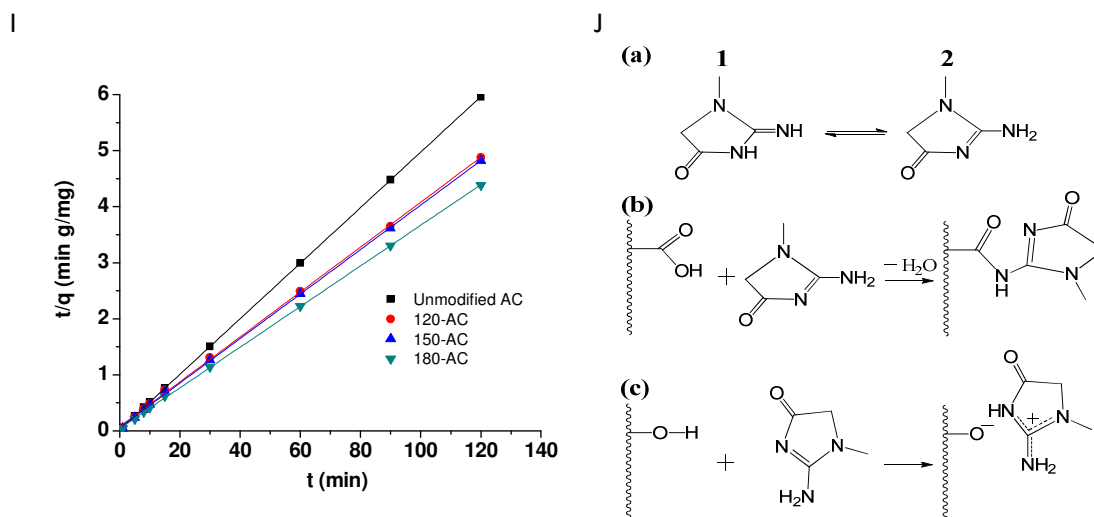 I
6
5
4
3
2
1
0
0 20 40 60 80 100 120 140
t/q (min g/mg)
t (min)
Unmodified AC
120-AC
150-AC
180-AC
J
(a)
1
2
N
NH
NH
O
N
NH₂
N
O
(b)
O
OH
+
N
NH₂
N
O
− H₂O
O
N
O
N
H
N
(c)
O−H
+
O
N
N
H₂N
O
O−
HN
+
N
NH₂